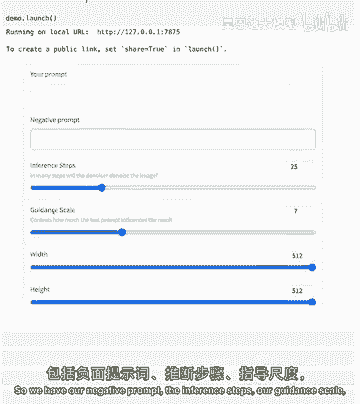 demo.launch()
Running on local URL: http://127.0.0.1:7875
To create a public link, set `share=True` in `launch()`.
Your prompt
Negative prompt
Inference Steps
25
In many steps will the denoiser denoise the image?
Guidance Scale
7
Controls how much the text prompt influences the result
Width
512
Height
512
包括负面提示词、推断步骤、指导尺度,
So we have our negative prompt, the inference steps, our guidance scale,